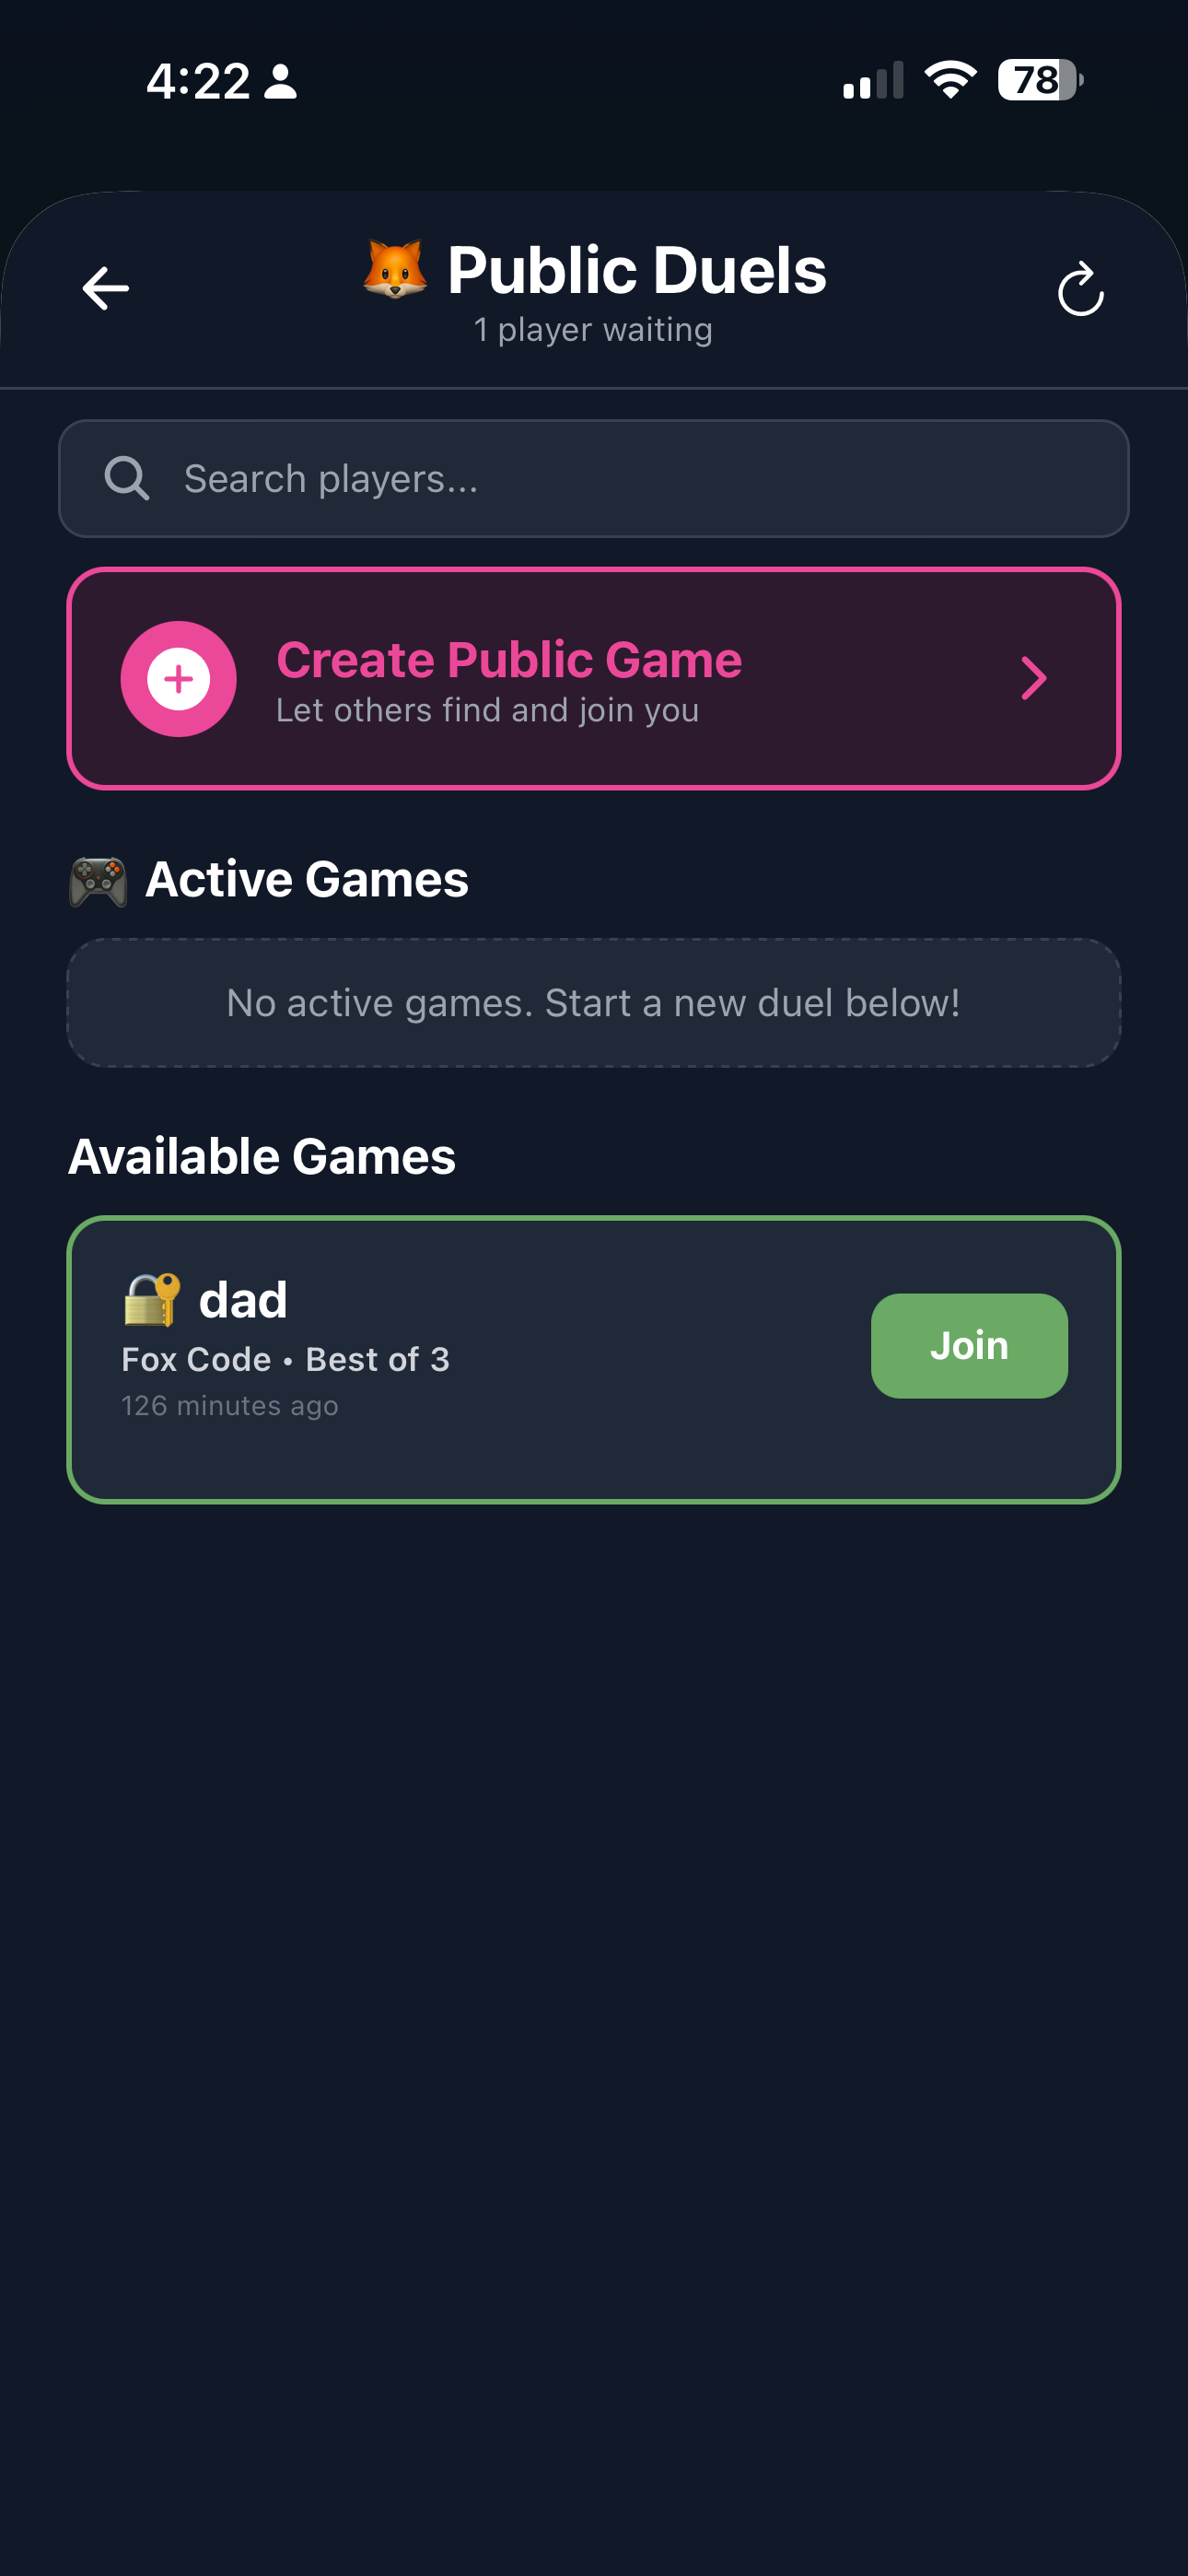 4:22
78
🦊 Public Duels
1 player waiting
Search players...
Create Public Game
Let others find and join you
🎮 Active Games
No active games. Start a new duel below!
Available Games
🔐 dad
Fox Code • Best of 3
Join
126 minutes ago